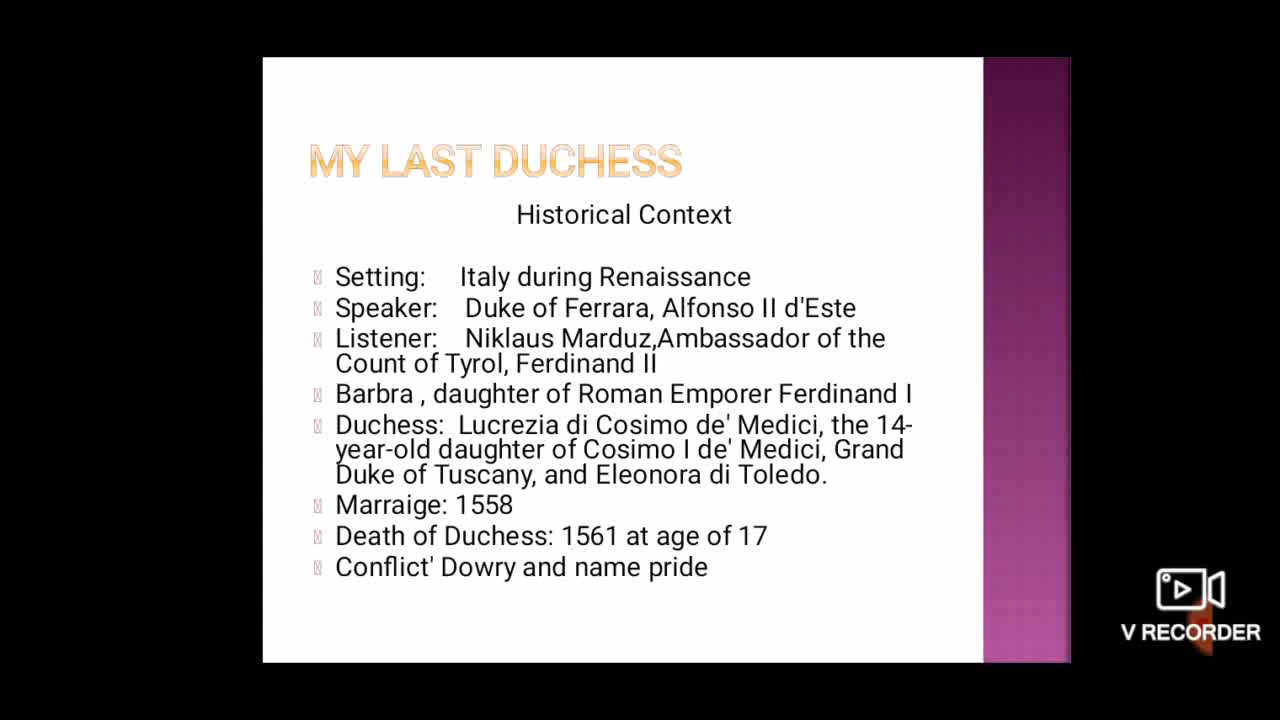 MY LAST DUCHESS
Historical Context
Setting: Italy during Renaissance
Speaker: Duke of Ferrara, Alfonso II d'Este
Listener: Niklaus Marduz,Ambassador of the
Count of Tyrol, Ferdinand II
Barbra , daughter of Roman Emporer Ferdinand I
Duchess: Lucrezia di Cosimo de' Medici, the 14-
year-old daughter of Cosimo I de' Medici, Grand
Duke of Tuscany, and Eleonora di Toledo.
Marraige: 1558
Death of Duchess: 1561 at age of 17
Conflict' Dowry and name pride
V RECORDER